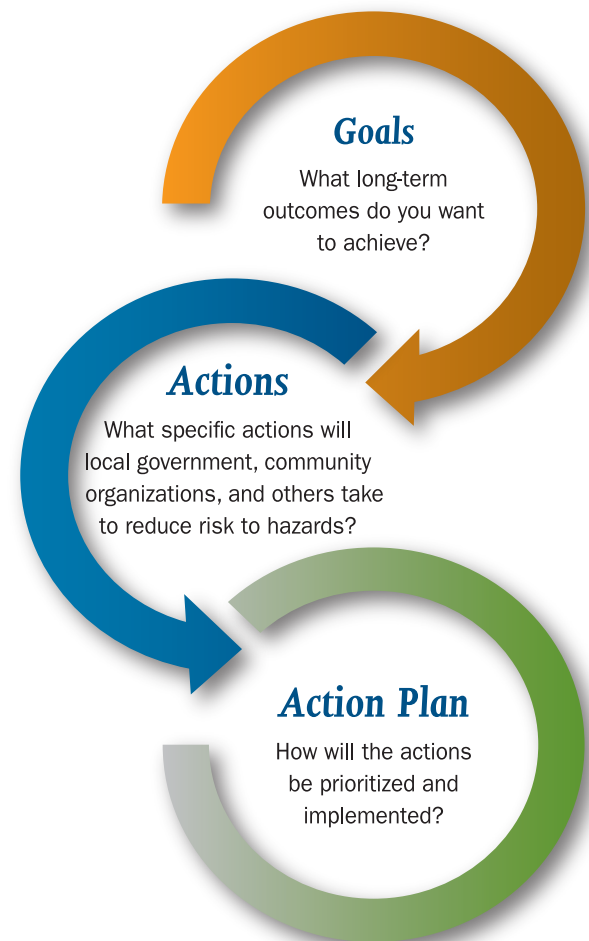 Goals
What long-term
outcomes do you want
to achieve?
Actions
What specific actions will
local government, community
organizations, and others take
to reduce risk to hazards?
Action Plan
How will the actions
be prioritized and
implemented?